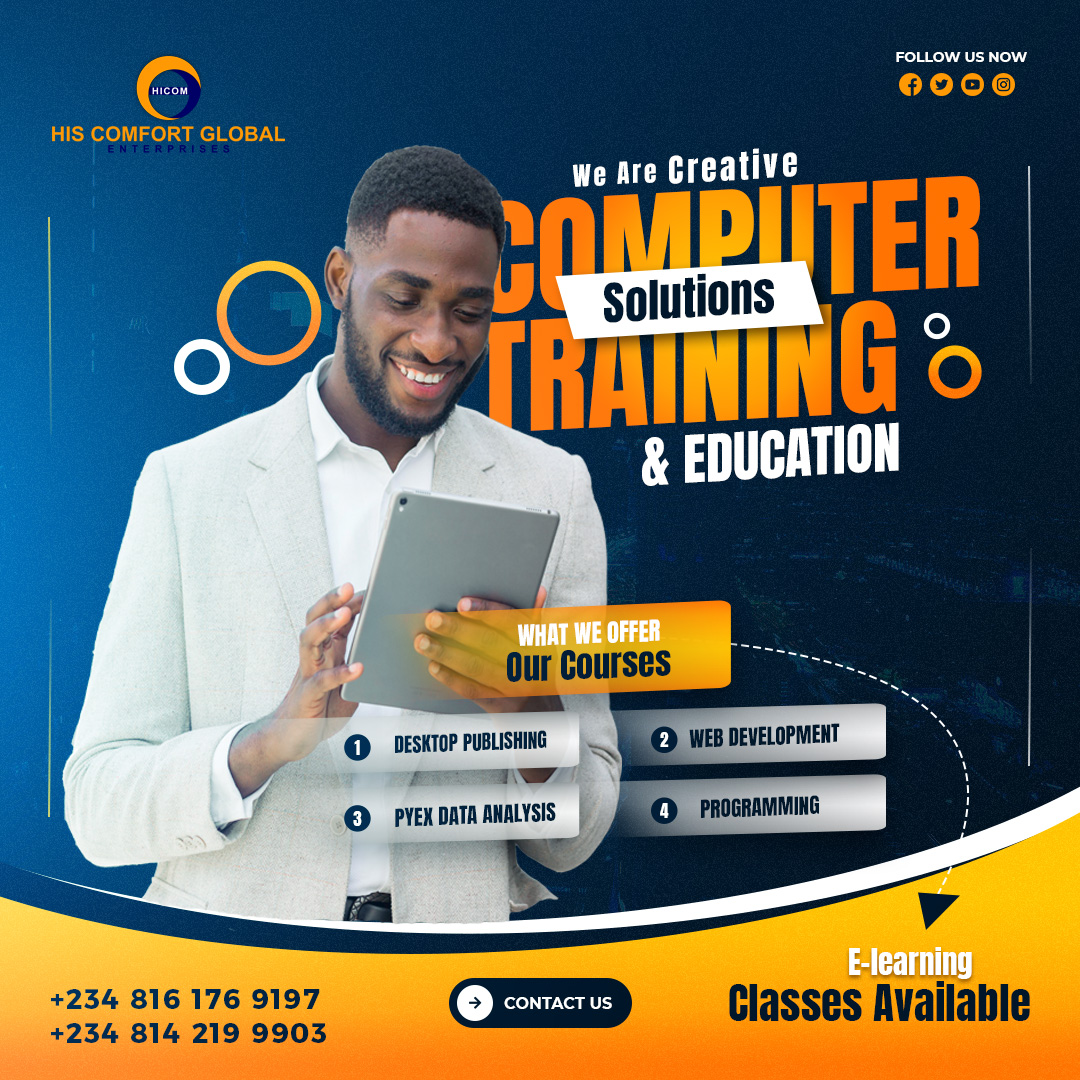 HICOM
HIS COMFORT GLOBAL
ENTERPRISES
FOLLOW US NOW
We Are Creative
COMPUTER
Solutions
TRAINING
& EDUCATION
WHAT WE OFFER
Our Courses
1 DESKTOP PUBLISHING
2 WEB DEVELOPMENT
3 PYEX DATA ANALYSIS
4 PROGRAMMING
E-learning
Classes Available
+234 816 176 9197
+234 814 219 9903
CONTACT US